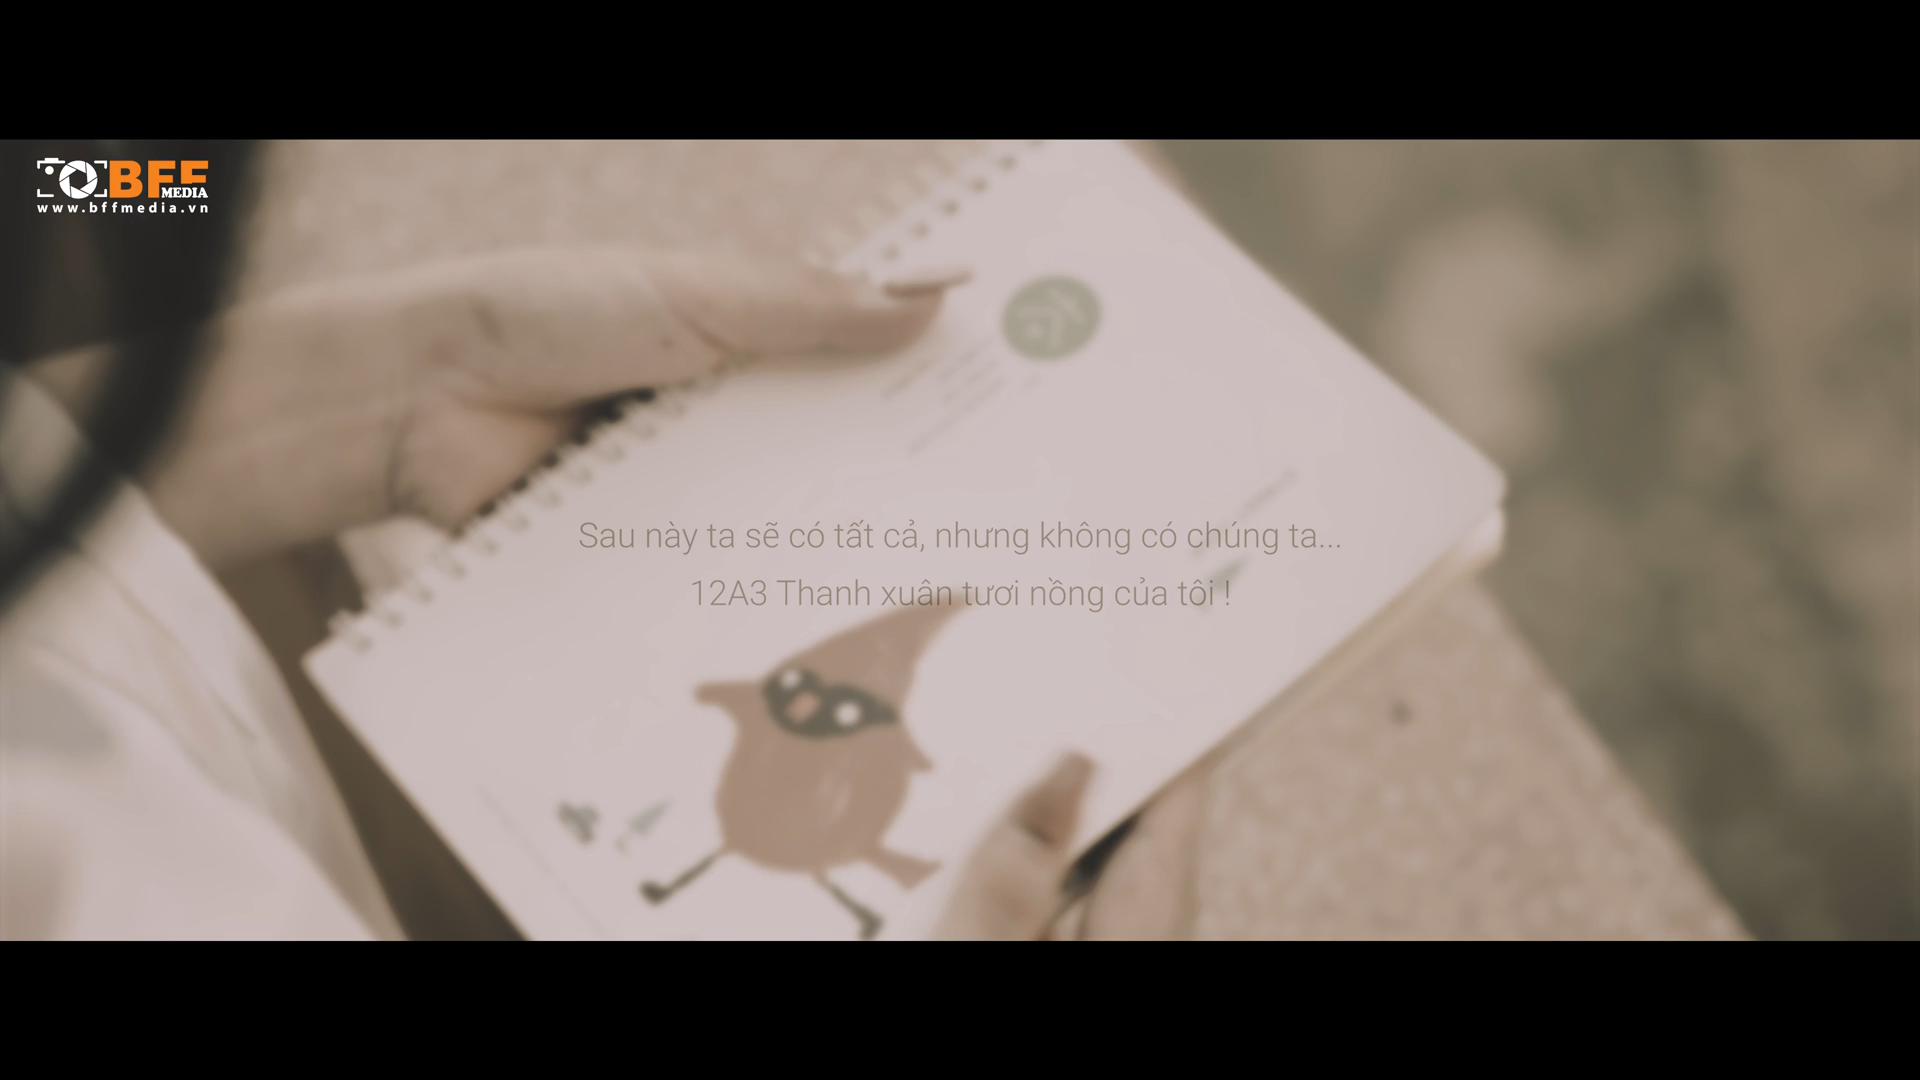 BFF
MEDIA
www.bffmedia.vn
Sau này ta sẽ có tất cả, nhưng không có chúng ta...
12A3 Thanh xuân tươi nồng của tôi !